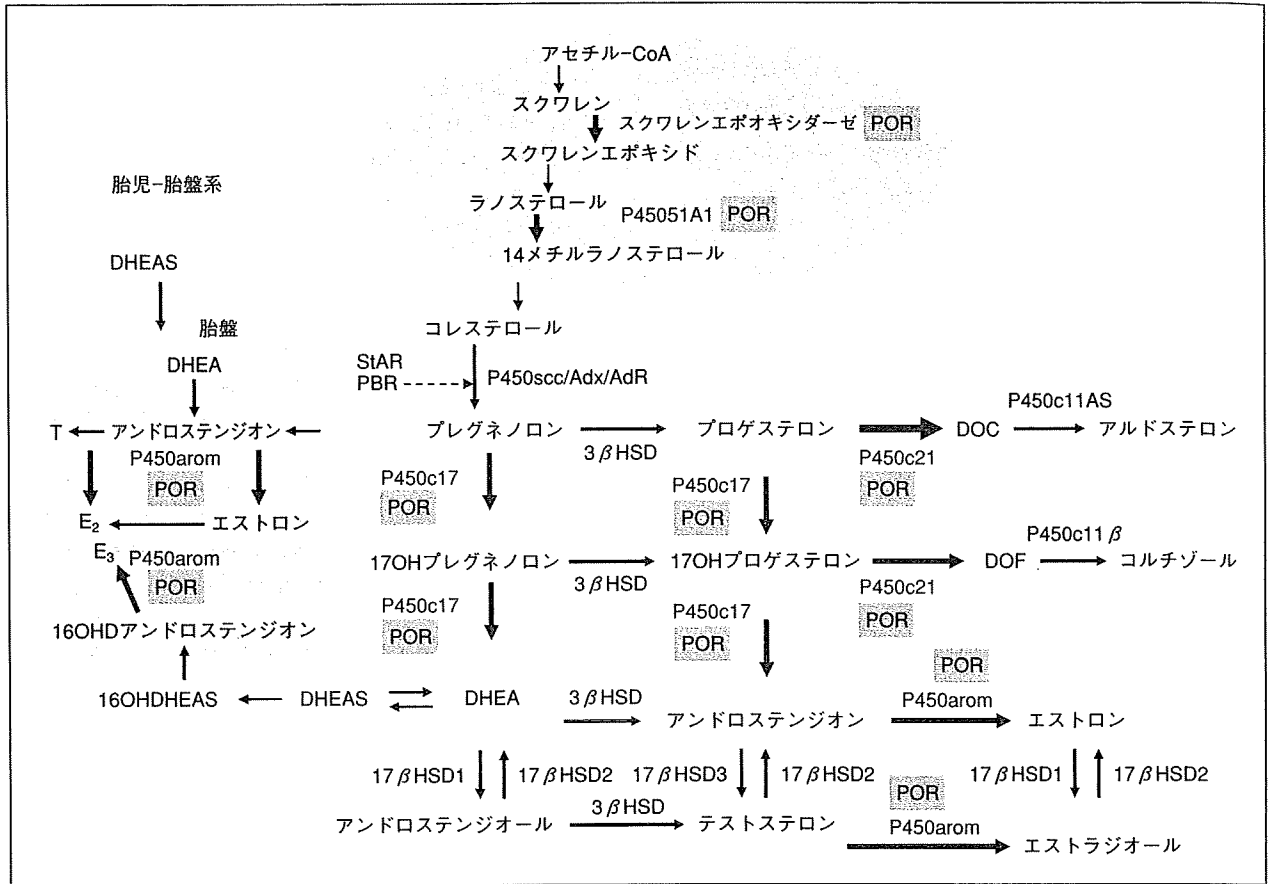 アセチル-CoA
スクワレン
スクワレンエポオキシダーゼ POR
スクワレンエポキシド
胎児-胎盤系
ラノステロール
P45051A1 POR
14メチルラノステロール
DHEAS
胎盤
コレステロール
DHEA
StAR
PBR
P450scc/Adx/AdR
T
アンドロステンジオン
プレグネノロン
3βHSD
プロゲステロン
DOC
P450c11AS
アルドステロン
P450arom
POR
P450c17
POR
P450c17
POR
P450c21
POR
E2
エストロン
E3
P450arom
POR
17OHプレグネノロン
3βHSD
17OHプロゲステロン
DOF
P450c11β
コルチゾール
P450c17
POR
P450c17
POR
P450c21
POR
16OHDアンドロステンジオン
16OHDHEAS
DHEAS
DHEA
3βHSD
アンドロステンジオン
POR
P450arom
エストロン
17βHSD1
17βHSD2
17βHSD3
17βHSD2
17βHSD1
17βHSD2
アンドロステンジオール
3βHSD
テストステロン
POR
P450arom
エストラジオール